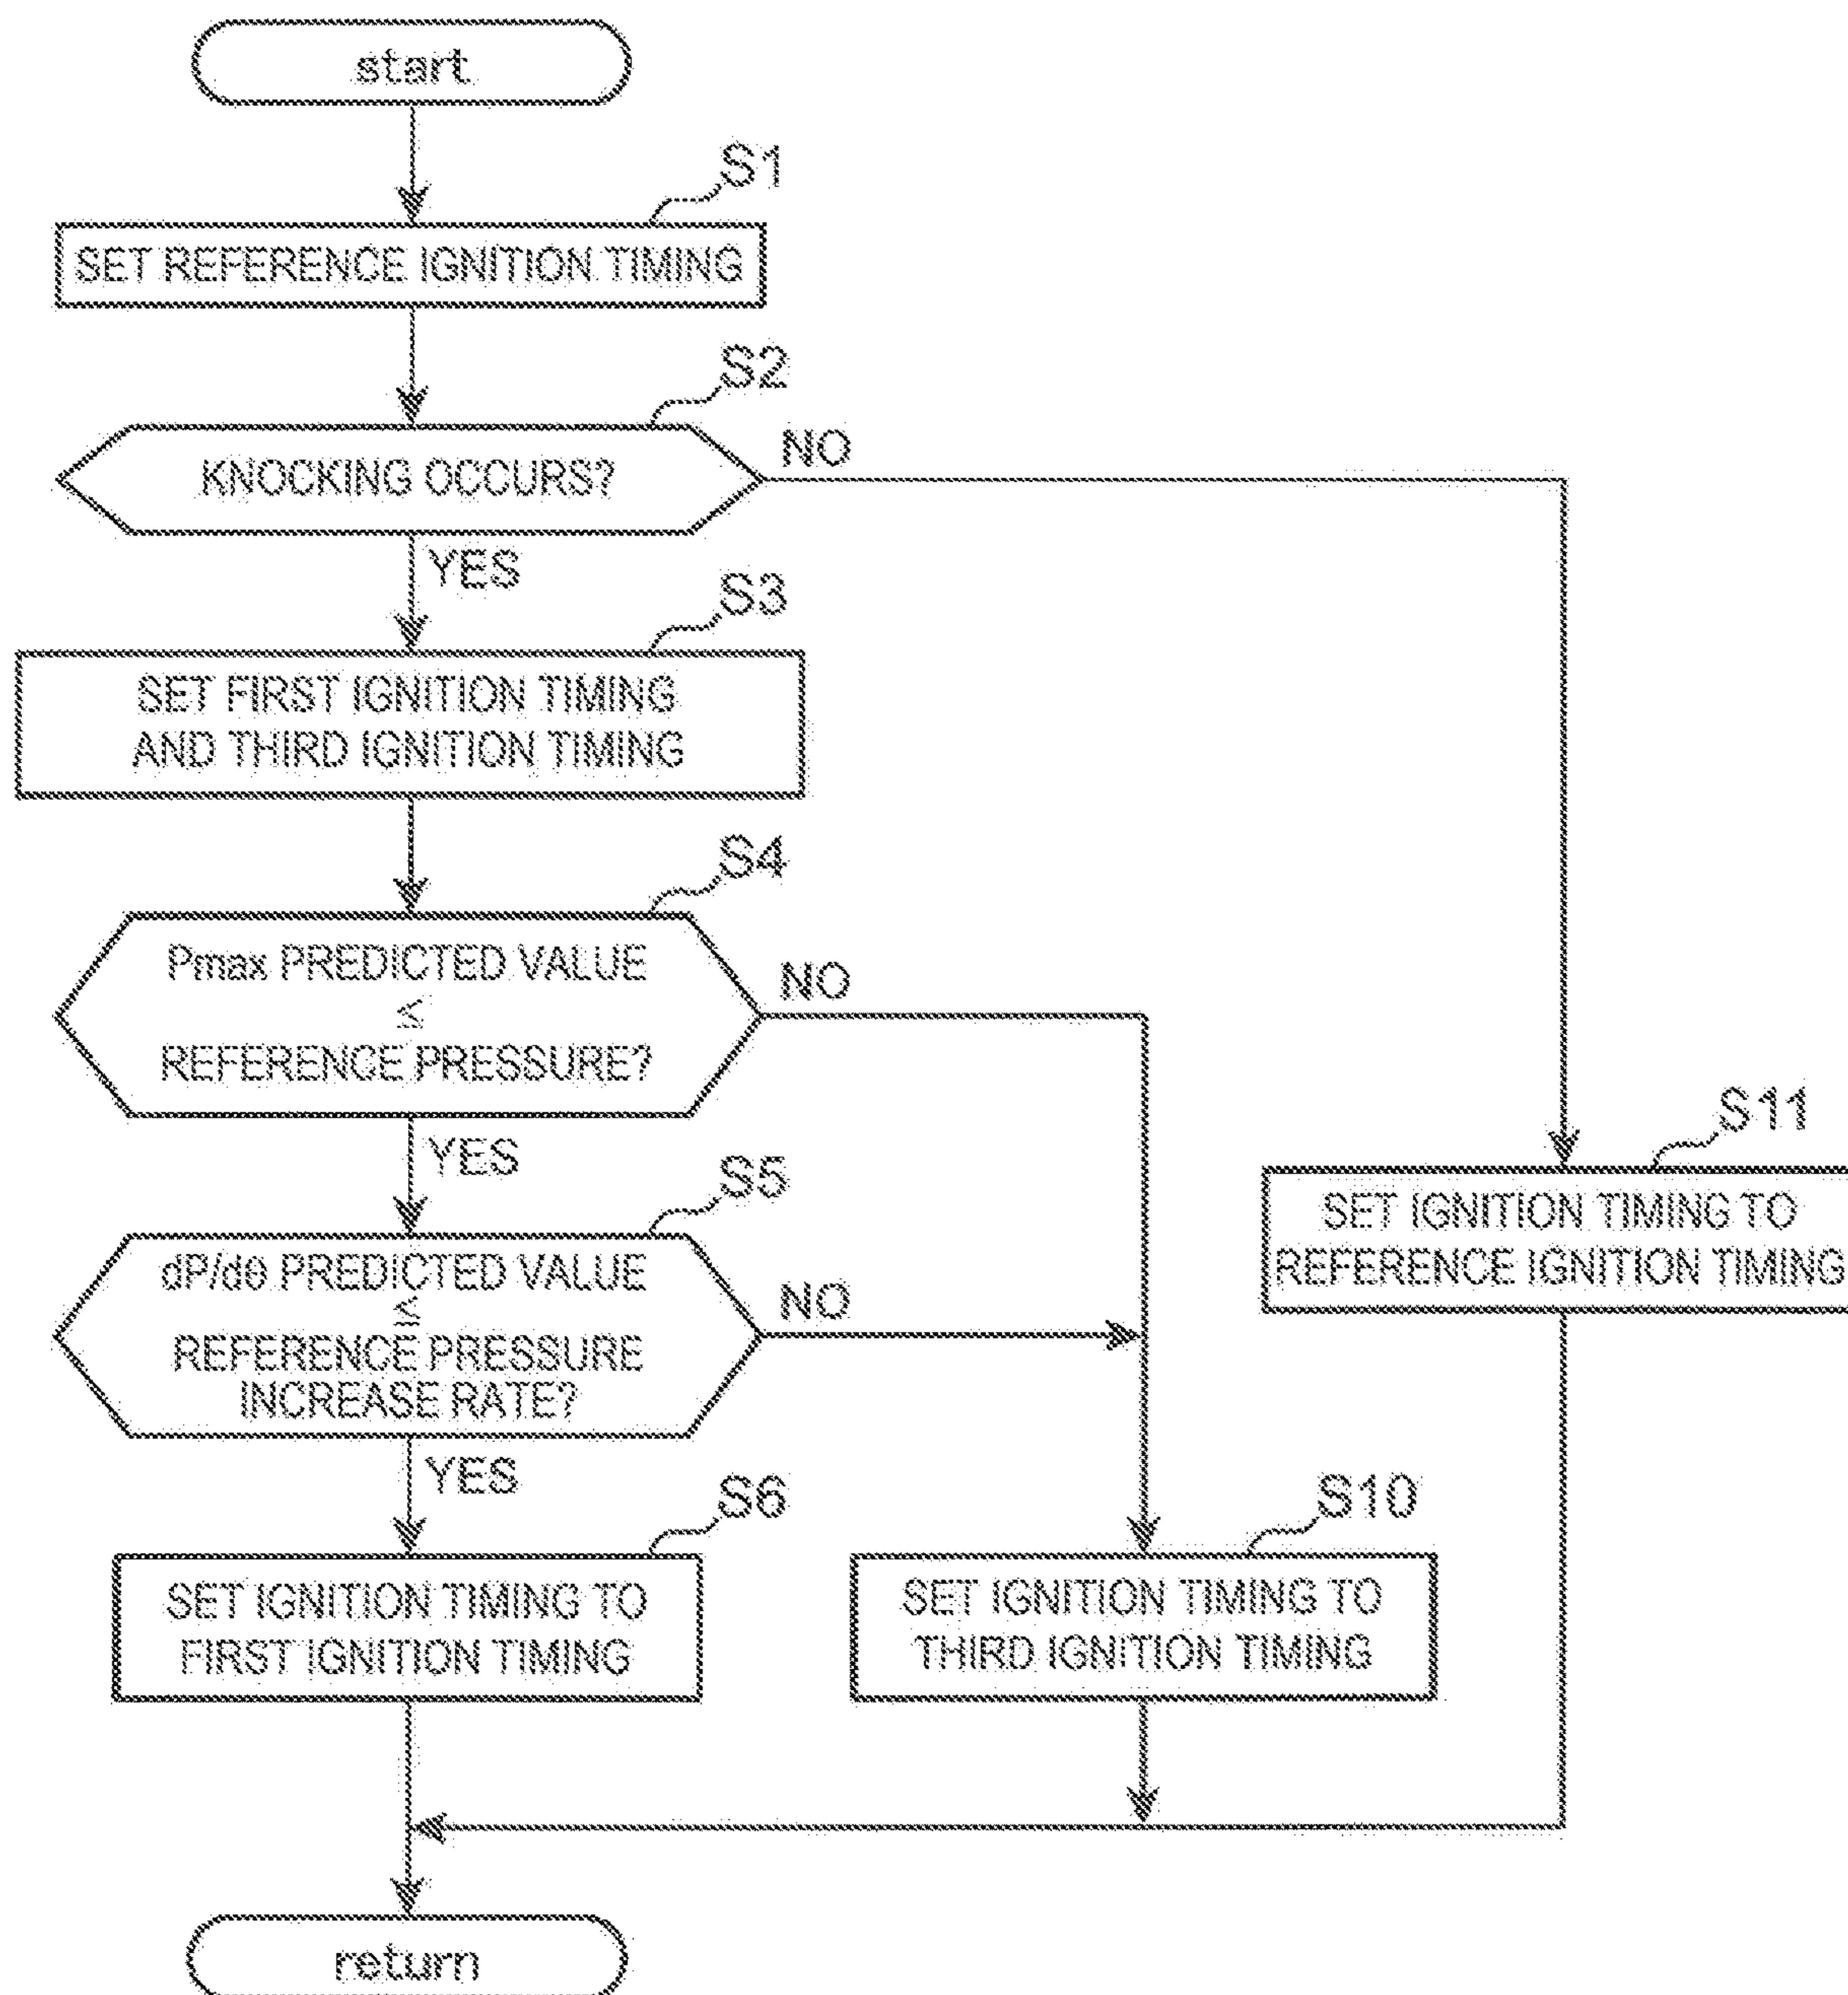 start
S1
SET REFERENCE IGNITION TIMING
S2
KNOCKING OCCURS?
NO
YES
S3
SET FIRST IGNITION TIMING
AND THIRD IGNITION TIMING
S4
Pmax PREDICTED VALUE
≤
REFERENCE PRESSURE?
NO
YES
S5
dP/dθ PREDICTED VALUE
≤
REFERENCE PRESSURE
INCREASE RATE?
NO
YES
S6
SET IGNITION TIMING TO
FIRST IGNITION TIMING
S10
SET IGNITION TIMING TO
THIRD IGNITION TIMING
S11
SET IGNITION TIMING TO
REFERENCE IGNITION TIMING
return